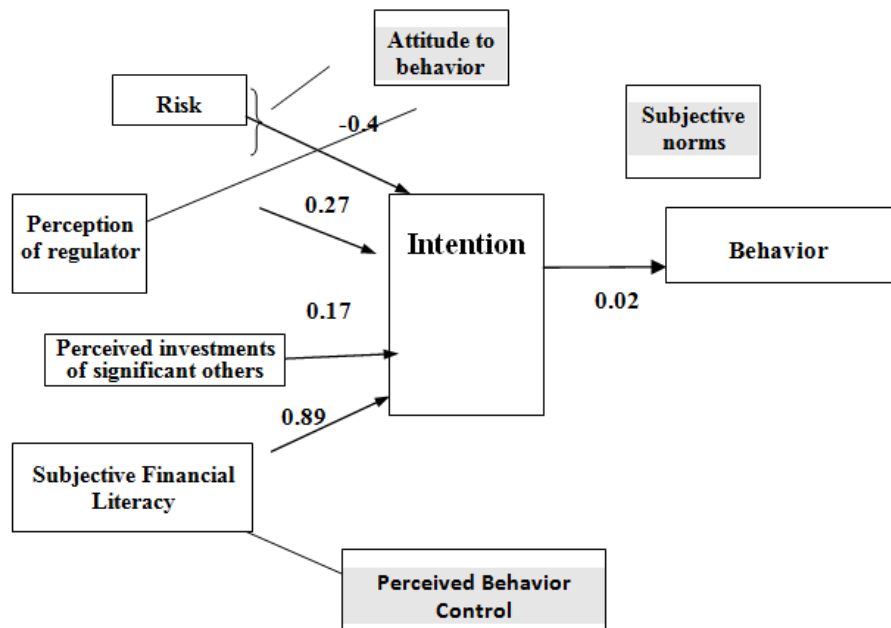 Attitude to
behavior
Risk
-0.4
Subjective
norms
Perception
of regulator
0.27
Intention
Behavior
0.17
0.02
Perceived investments
of significant others
0.89
Subjective Financial
Literacy
Perceived Behavior
Control